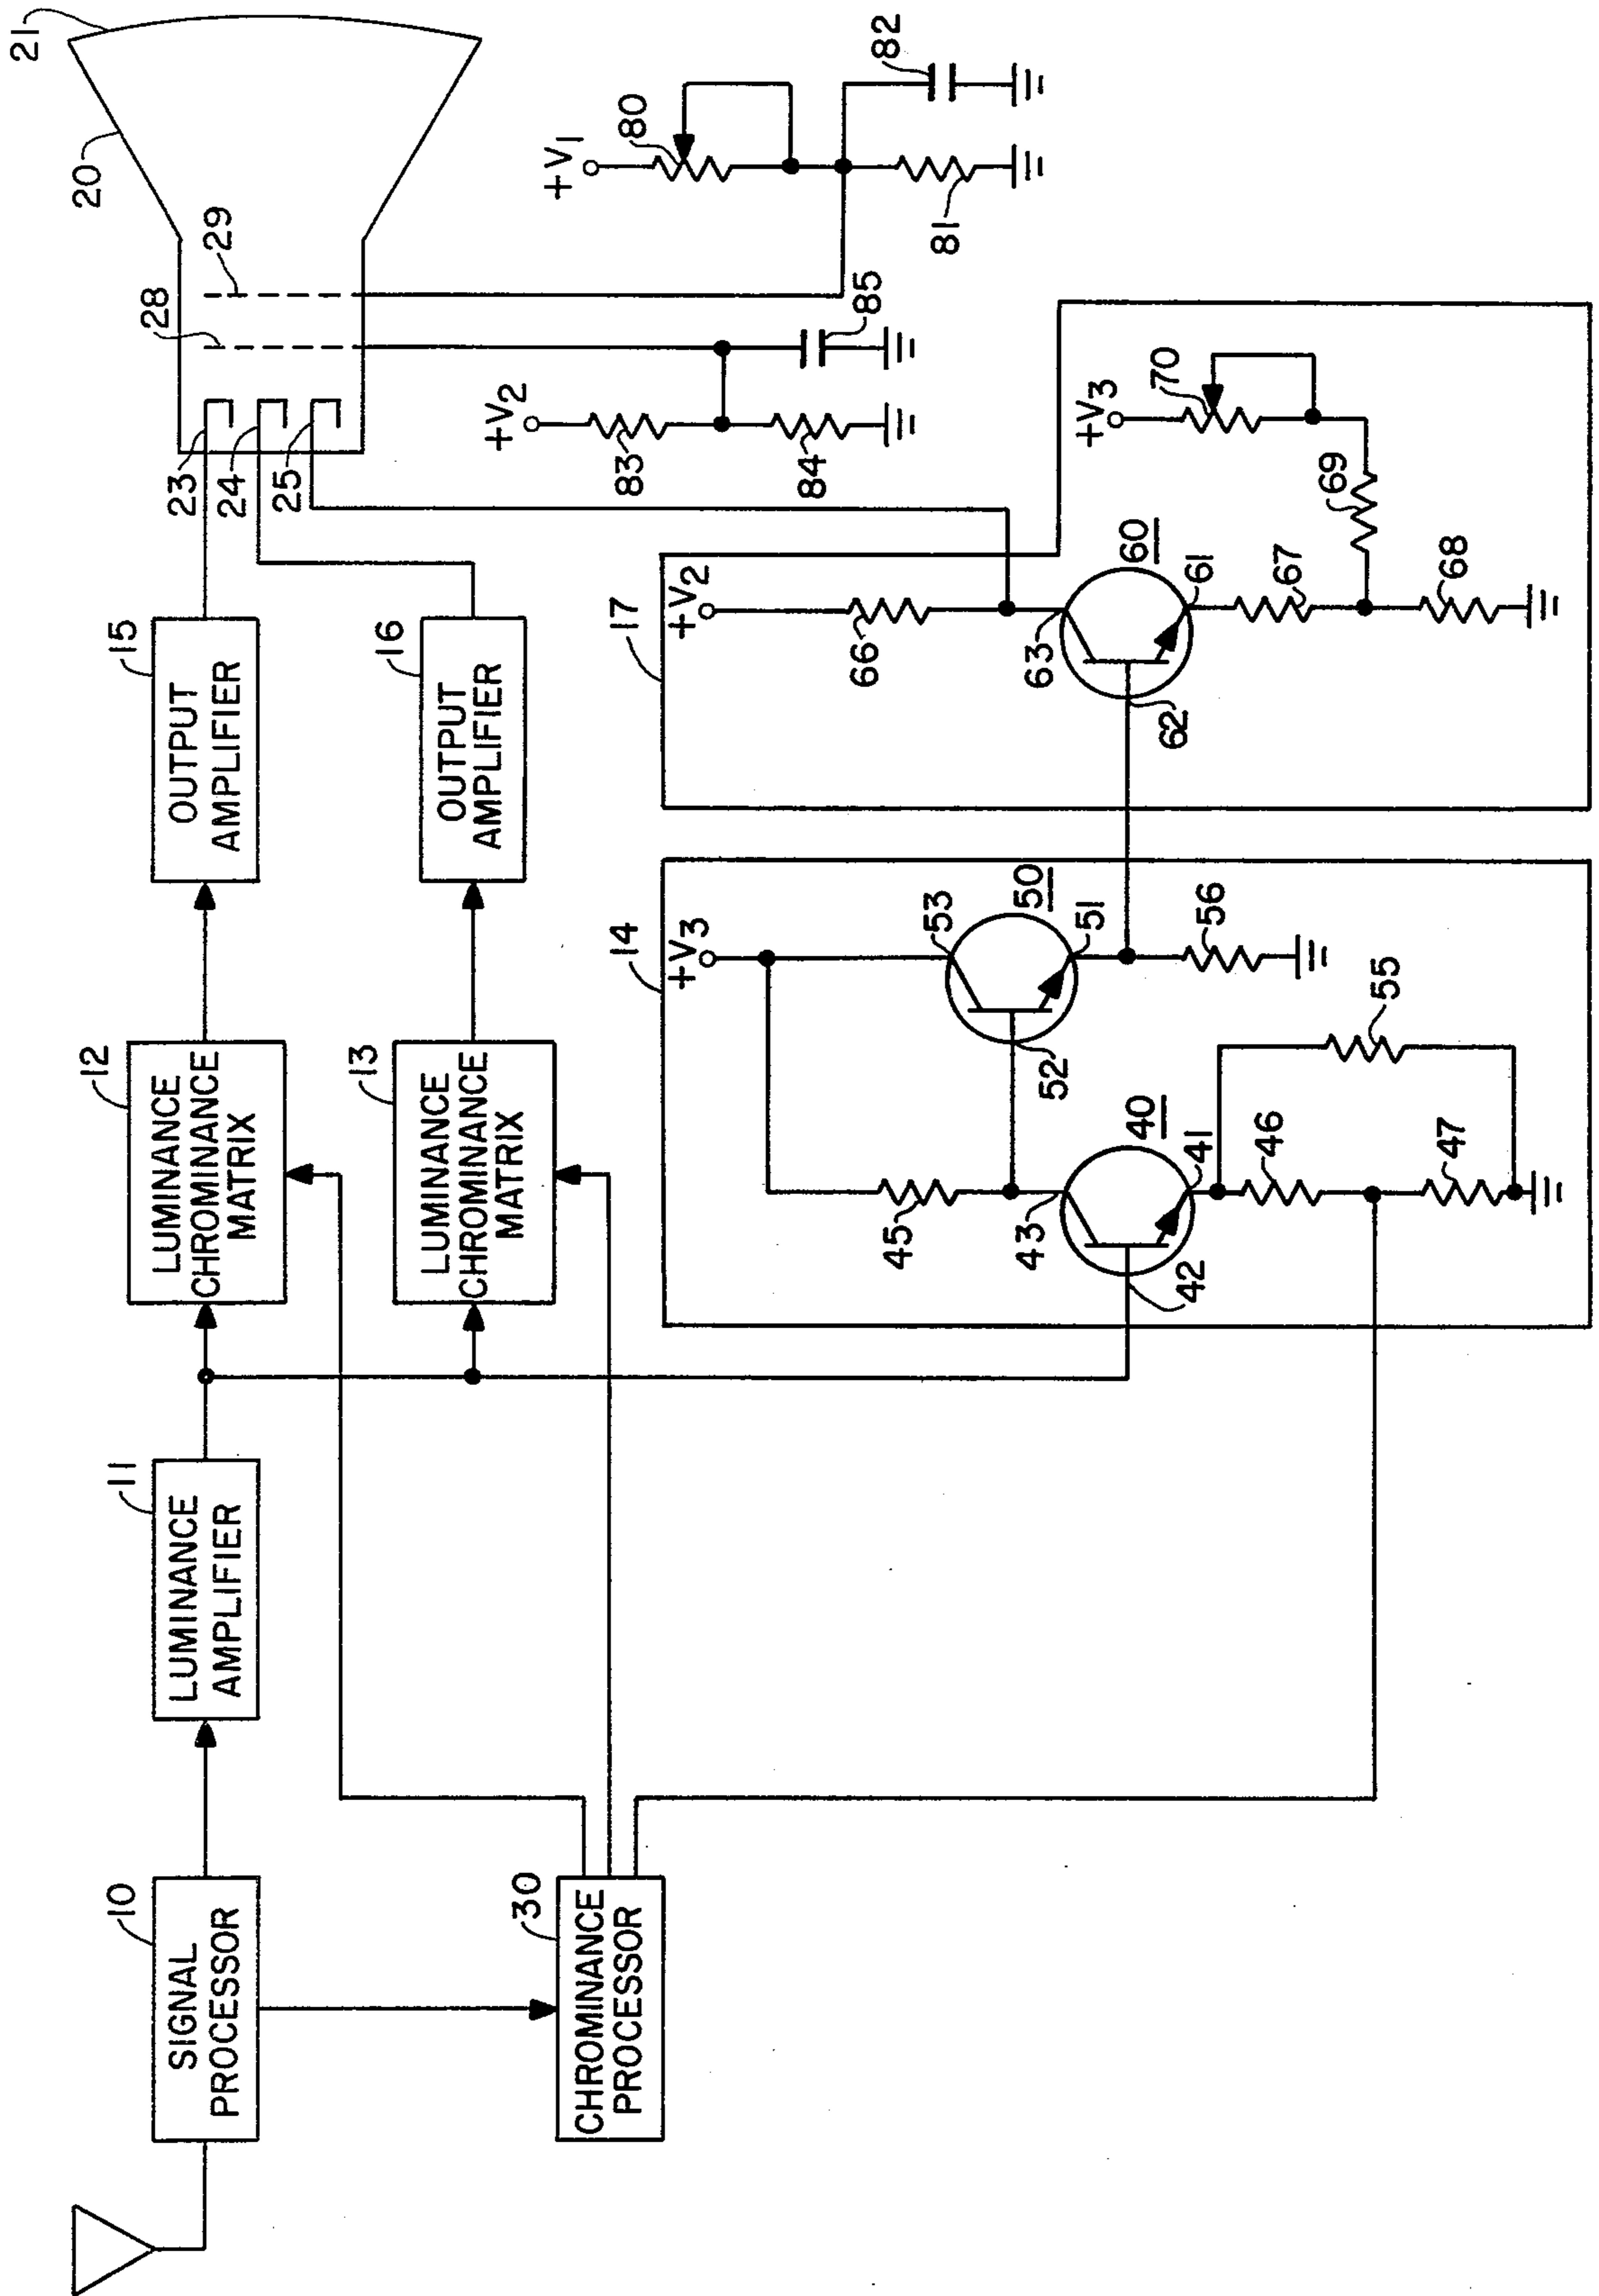 10
SIGNAL
PROCESSOR
11
LUMINANCE
AMPLIFIER
12
LUMINANCE
CHROMINANCE
MATRIX
15
OUTPUT
AMPLIFIER
23
24
25
28
29
20
21
13
LUMINANCE
CHROMINANCE
MATRIX
16
OUTPUT
AMPLIFIER
30
CHROMINANCE
PROCESSOR
+V2
83
84
85
+V1
80
81
82
14
+V3
45
43
42
40
41
46
47
55
53
52
50
51
56
17
+V2
66
63
62
60
61
67
68
69
+V3
70